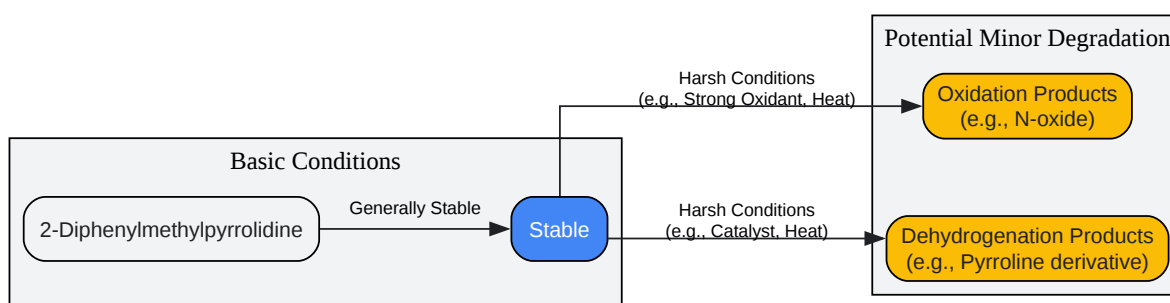 Potential Minor Degradation
Harsh Conditions
(e.g., Strong Oxidant, Heat)
Oxidation Products
(e.g., N-oxide)
Basic Conditions
2-Diphenylmethylpyrrolidine
Generally Stable
Stable
Harsh Conditions
(e.g., Catalyst, Heat)
Dehydrogenation Products
(e.g., Pyrroline derivative)